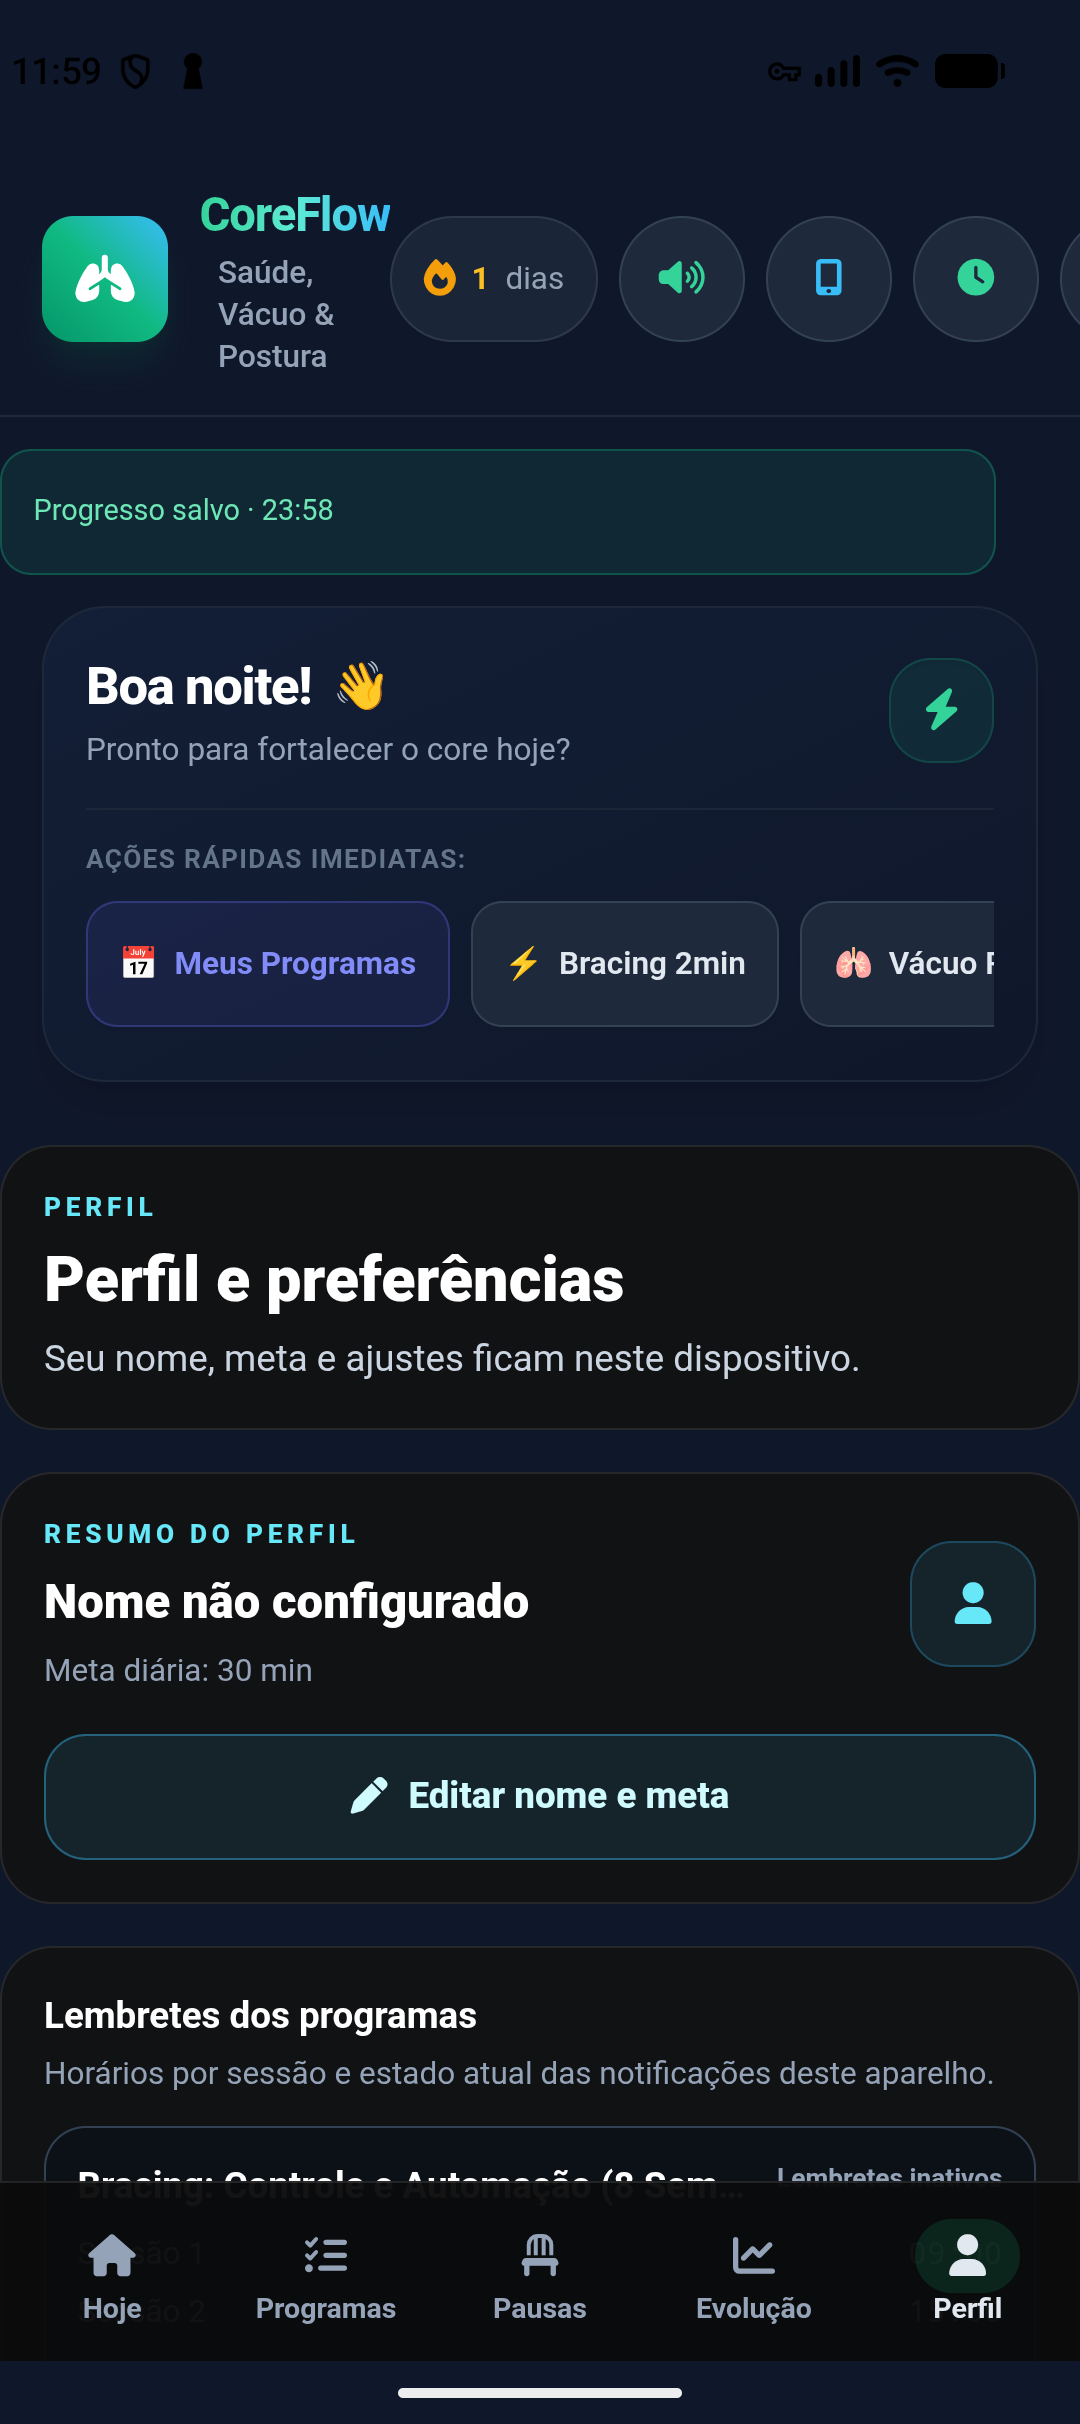 11:59
CoreFlow
Saúde,
Vácuo &
Postura
1 dias
Progresso salvo · 23:58
Boa noite! 👋
Pronto para fortalecer o core hoje?
AÇÕES RÁPIDAS IMEDIATAS:
📅 Meus Programas
⚡ Bracing 2min
🫁 Vácuo
PERFIL
Perfil e preferências
Seu nome, meta e ajustes ficam neste dispositivo.
RESUMO DO PERFIL
Nome não configurado
Meta diária: 30 min
Editar nome e meta
Lembretes dos programas
Horários por sessão e estado atual das notificações deste aparelho.
Bracing: Controle e Automação (8 Sem...
Lembretes inativos
Hoje
Programas
Pausas
Evolução
Perfil